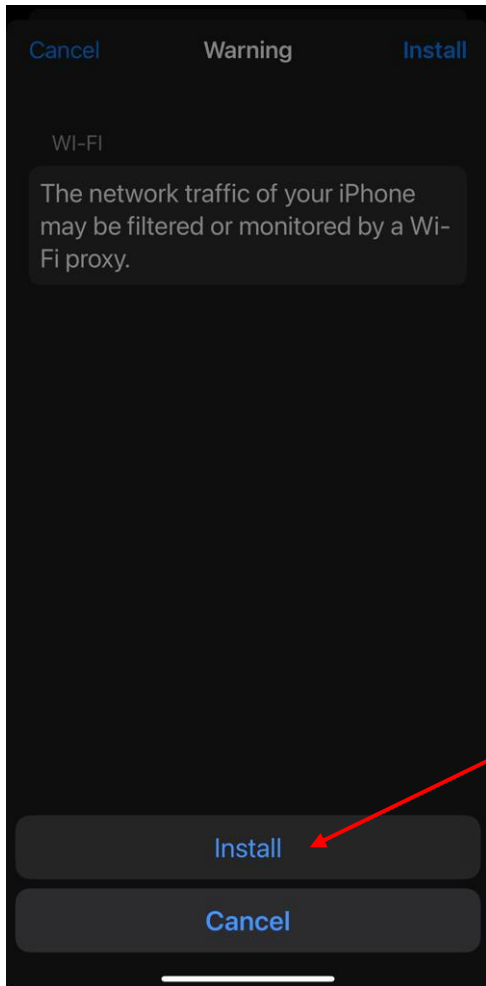 Cancel Warning Install
WI-FI
The network traffic of your iPhone
may be filtered or monitored by a Wi-
Fi proxy.
Install
Cancel